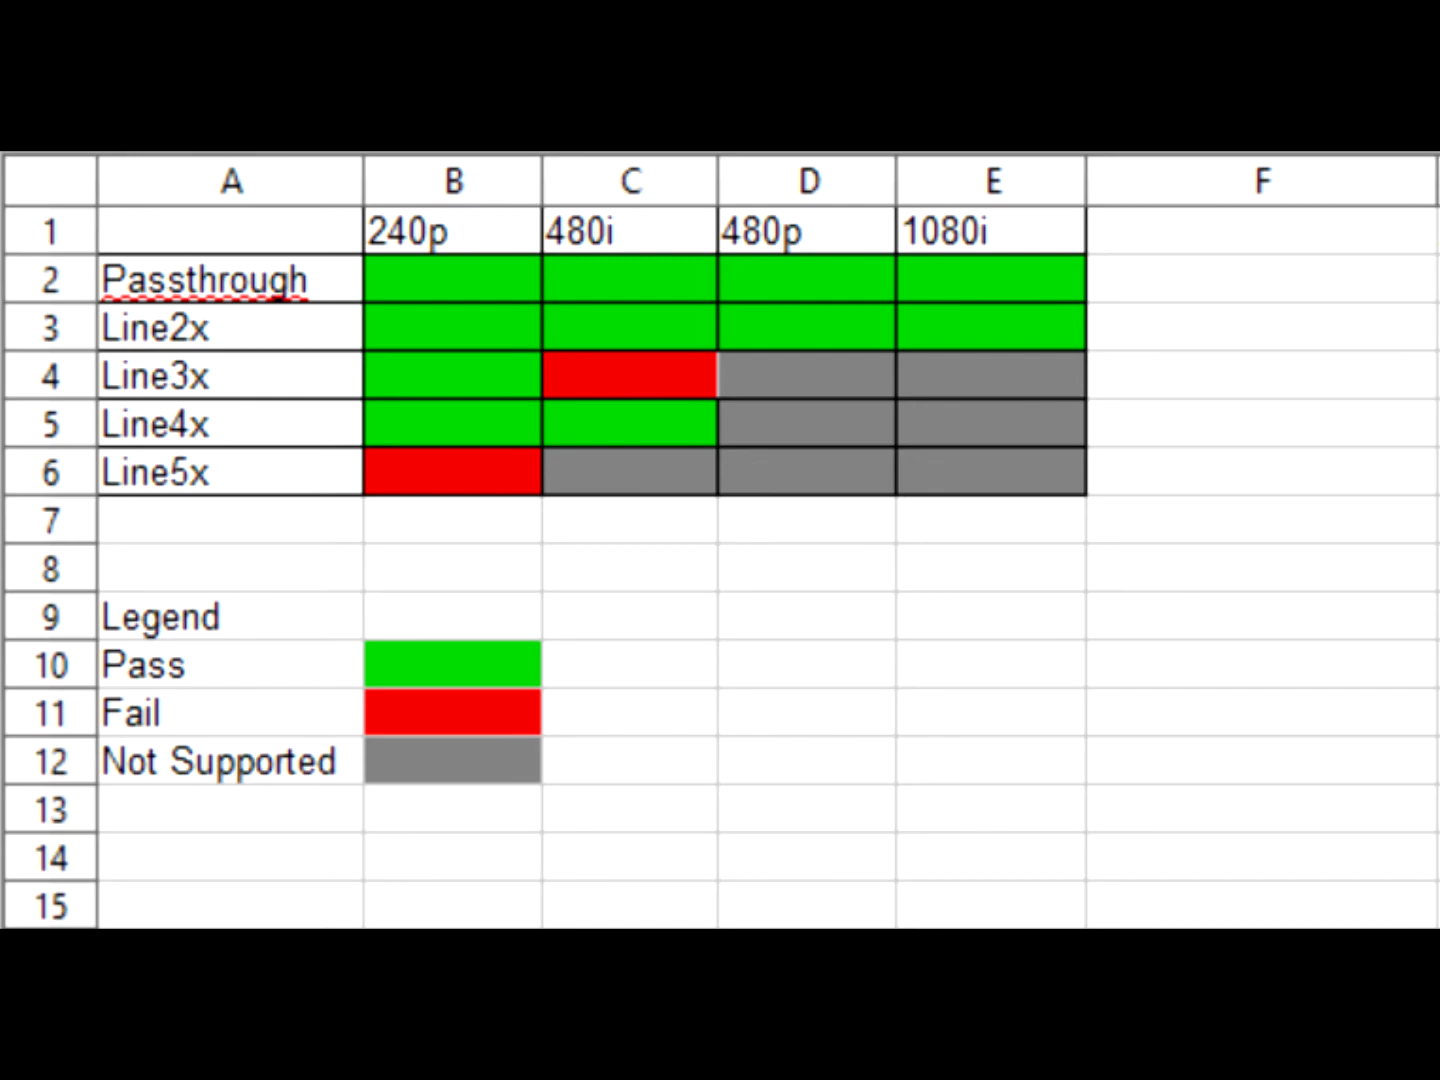 A B C D E F
1 240p 480i 480p 1080i
2 Passthrough
3 Line2x
4 Line3x
5 Line4x
6 Line5x
7
8
9 Legend
10 Pass
11 Fail
12 Not Supported
13
14
15